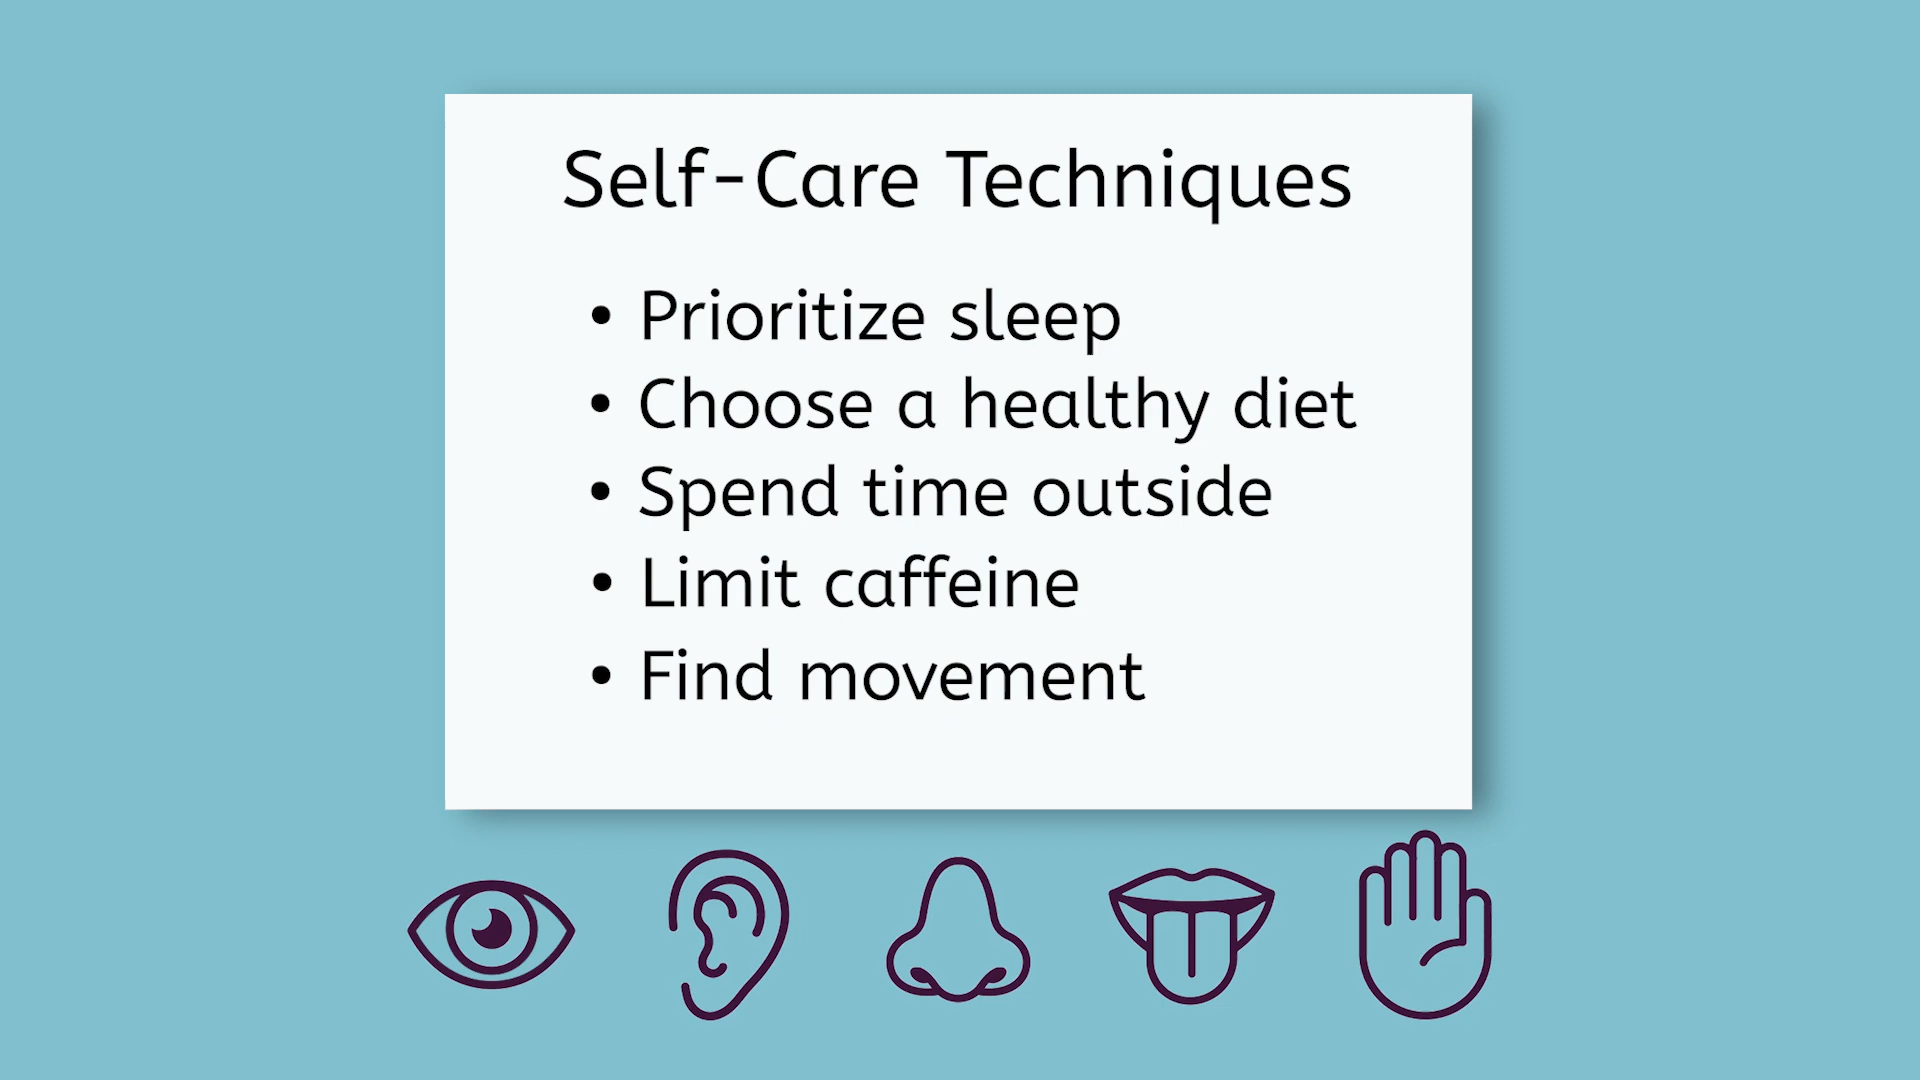 Self-Care Techniques
• Prioritize sleep
• Choose a healthy diet
• Spend time outside
• Limit caffeine
• Find movement